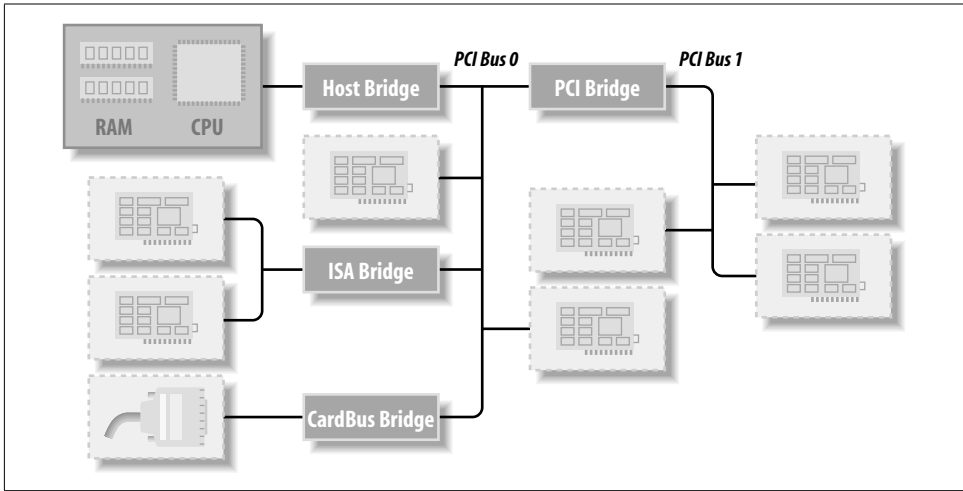 PCI Bus 0
PCI Bus 1
Host Bridge
PCI Bridge
RAM
CPU
ISA Bridge
CardBus Bridge